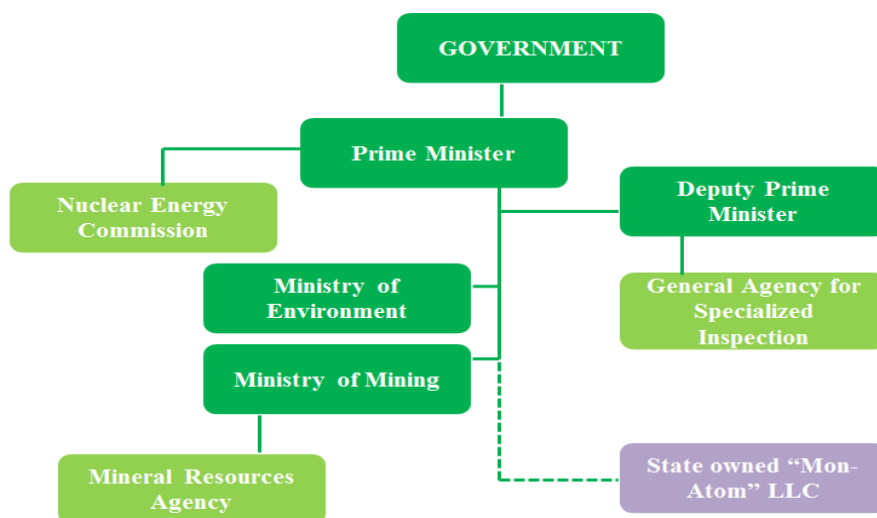 GOVERNMENT
Prime Minister
Nuclear Energy
Commission
Deputy Prime
Minister
Ministry of
Environment
General Agency for
Specialized
Inspection
Ministry of Mining
Mineral Resources
Agency
State owned “Mon-
Atom” LLC